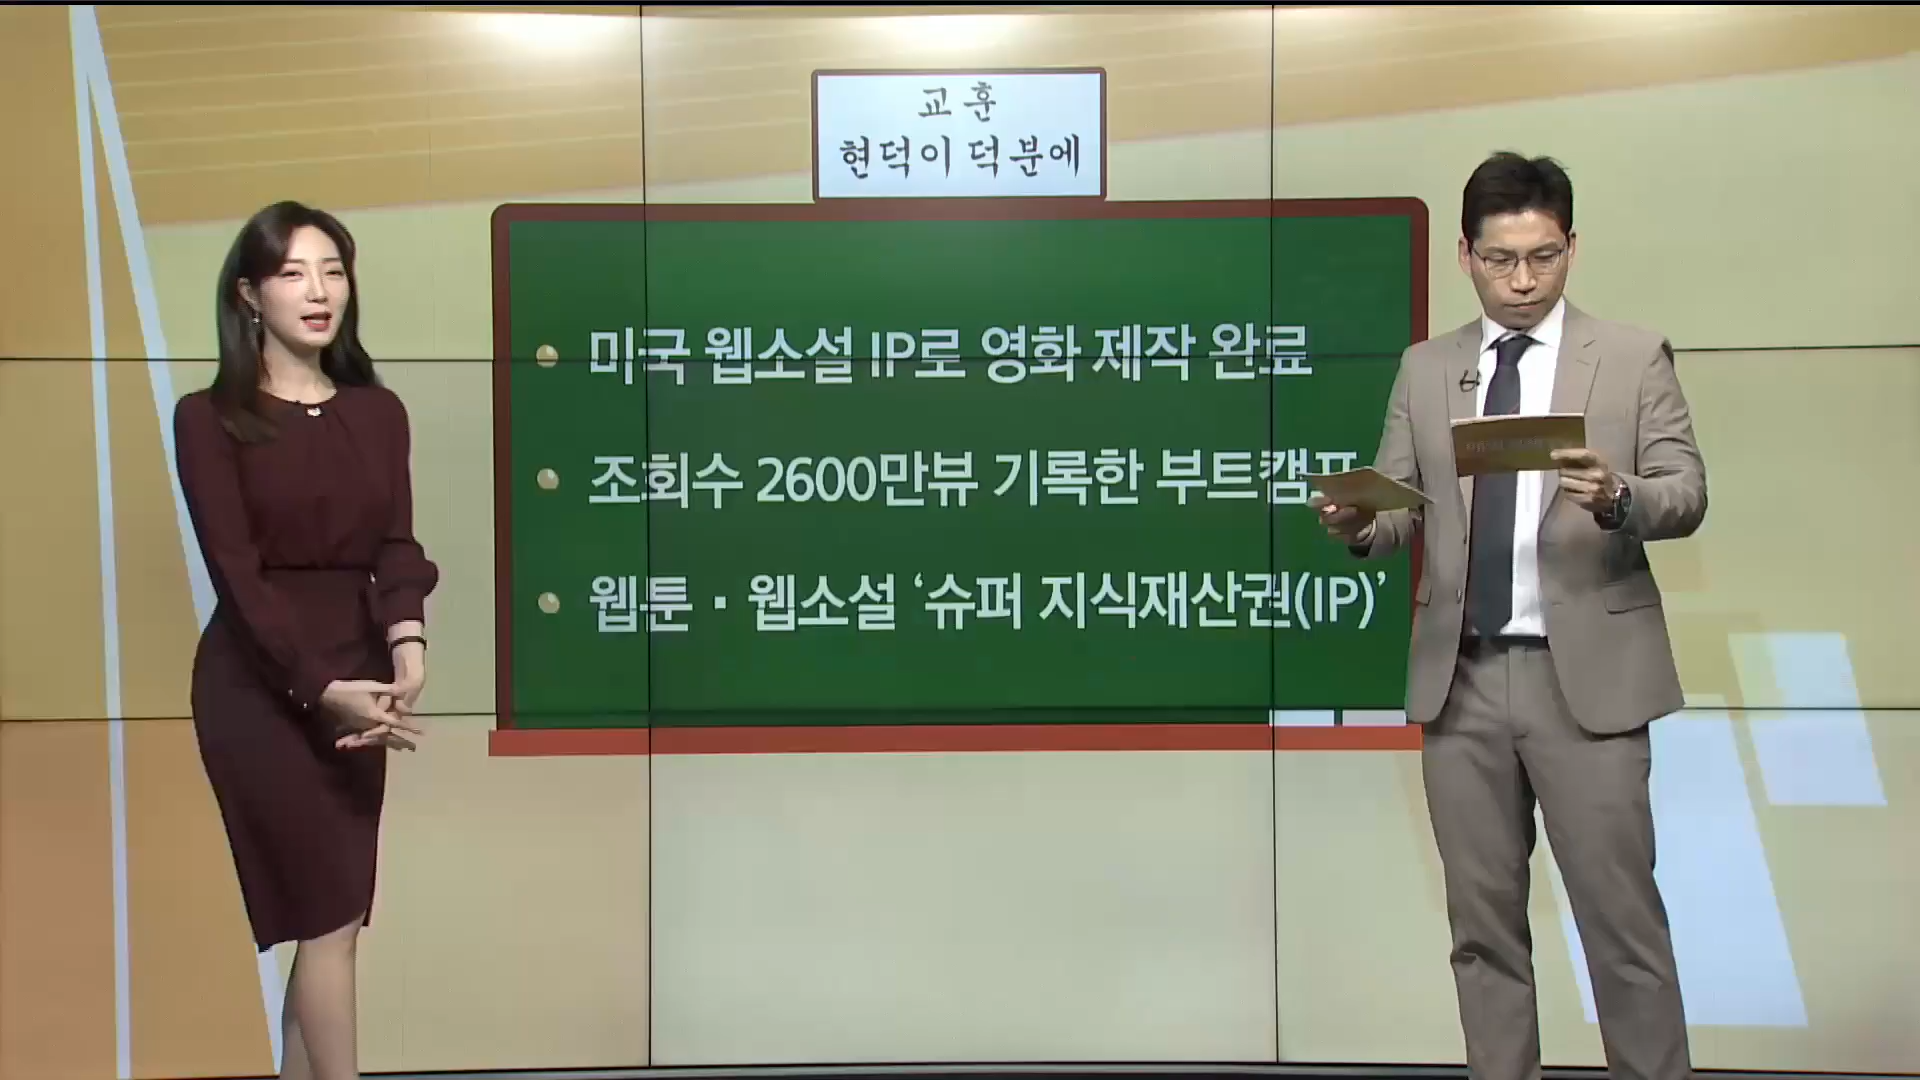 교훈
현덕이 덕분에
미국 웹소설 IP로 영화 제작 완료
조회수 2600만뷰 기록한 부트캠프
웹툰·웹소설 ‘슈퍼 지식재산권(IP)’